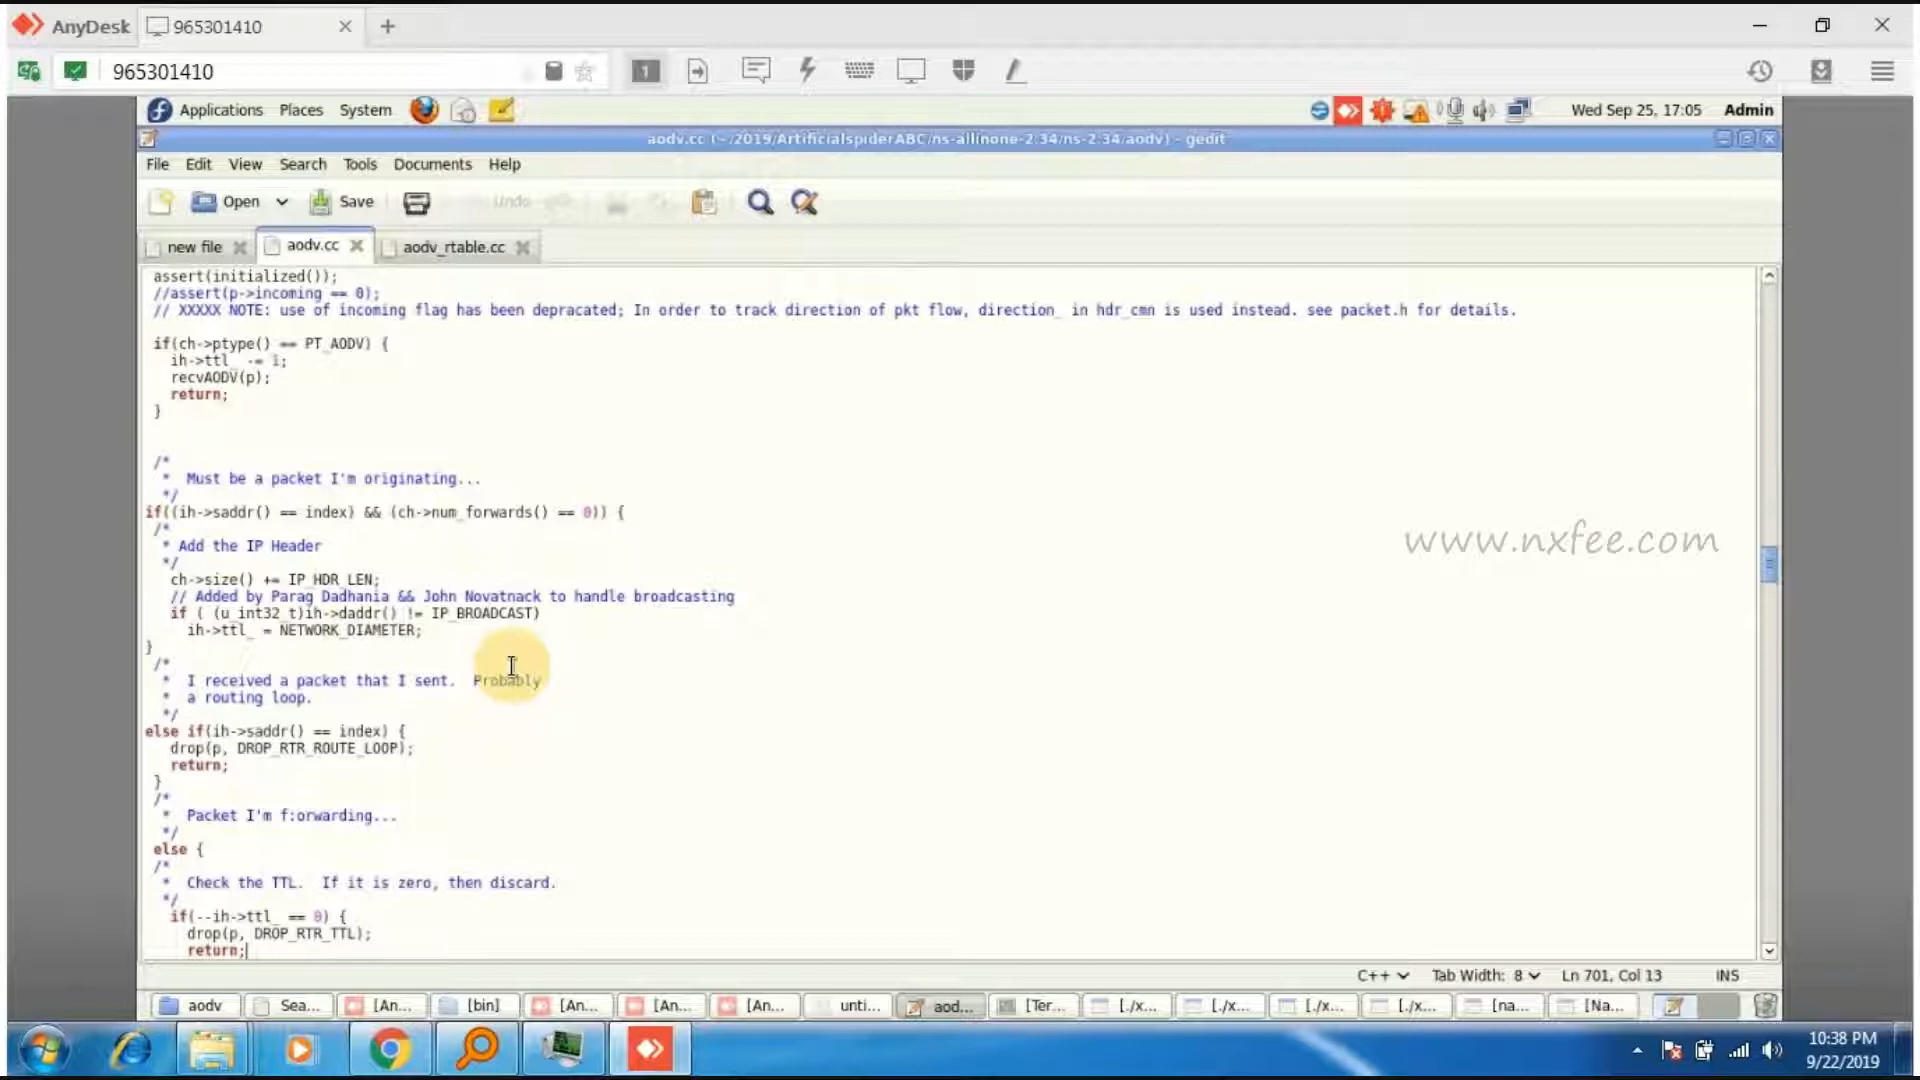 AnyDesk 965301410
965301410 1
Applications Places System Wed Sep 25, 17:05 Admin
aodv.cc (~/2019/ArtificialspiderABC/ns-allinone-2.34/ns-2.34/aodv) - gedit
File Edit View Search Tools Documents Help
Open Save Undo
new file aodv.cc aodv_rtable.cc
assert(initialized());
//assert(p->incoming == 0);
// XXXXX NOTE: use of incoming flag has been depracated; In order to track direction of pkt flow, direction_ in hdr_cmn is used instead. see packet.h for details.
if(ch->ptype() == PT_AODV) {
ih->ttl_ -= 1;
recvAODV(p);
return;
}
/*
* Must be a packet I'm originating...
*/
if((ih->saddr() == index) && (ch->num_forwards() == 0)) {
/*
* Add the IP Header
*/
ch->size() += IP_HDR_LEN;
// Added by Parag Dadhania && John Novatnack to handle broadcasting
if ( (u_int32_t)ih->daddr() != IP_BROADCAST)
ih->ttl_ = NETWORK_DIAMETER;
}
/*
* I received a packet that I sent. Probably
* a routing loop.
*/
else if(ih->saddr() == index) {
drop(p, DROP_RTR_ROUTE_LOOP);
return;
}
/*
* Packet I'm f:orwarding...
*/
else {
/*
* Check the TTL. If it is zero, then discard.
*/
if(--ih->ttl_ == 0) {
drop(p, DROP_RTR_TTL);
return;
www.nxfee.com
C++ Tab Width: 8 Ln 701, Col 13 INS
aodv Sea... [An... [bin] [An... [An... [An... unti... aod... [Ter... [./x... [./x... [./x... [./x... [na... [Na...
10:38 PM
9/22/2019